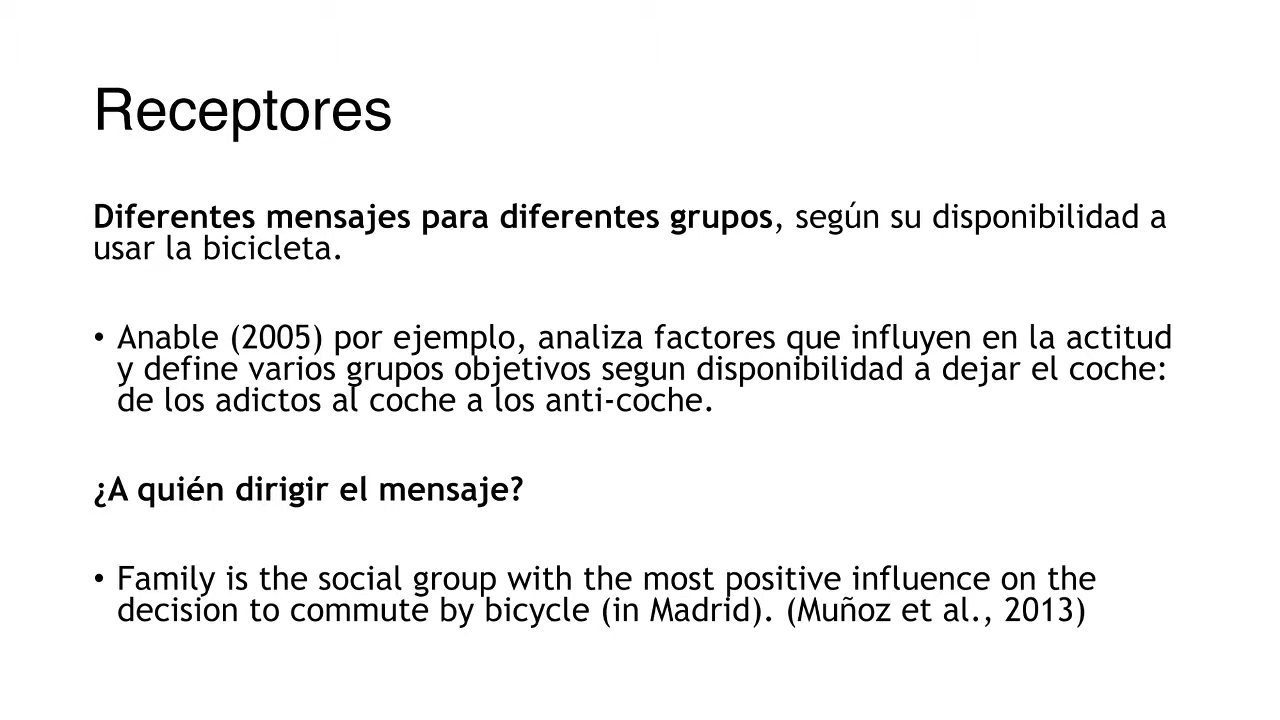 Receptores
Diferentes mensajes para diferentes grupos, según su disponibilidad a
usar la bicicleta.
• Anable (2005) por ejemplo, analiza factores que influyen en la actitud
y define varios grupos objetivos segun disponibilidad a dejar el coche:
de los adictos al coche a los anti-coche.
¿A quién dirigir el mensaje?
• Family is the social group with the most positive influence on the
decision to commute by bicycle (in Madrid). (Muñoz et al., 2013)